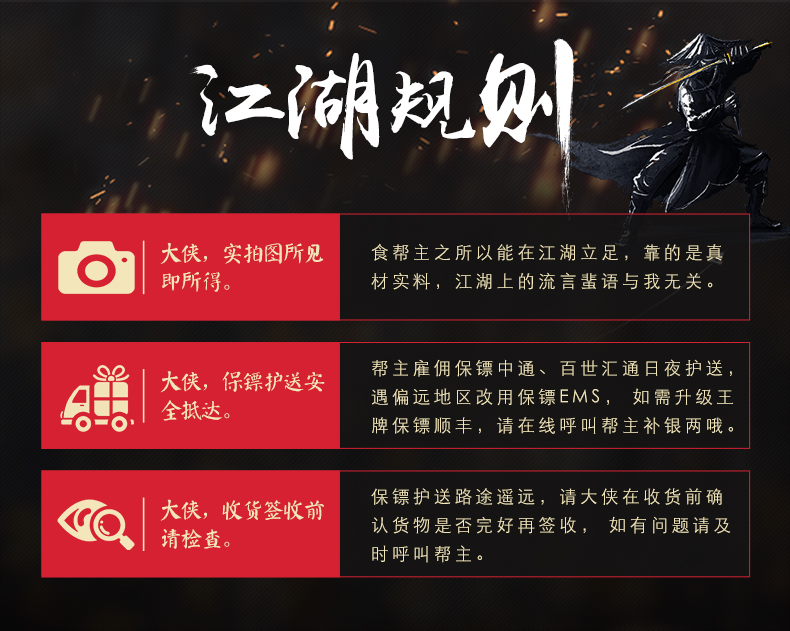 江湖规则
大侠，实拍图所见
即所得。
食帮主之所以能在江湖立足，靠的是真
材实料，江湖上的流言蜚语与我无关。
大侠，保镖护送安
全抵达。
帮主雇佣保镖中通、百世汇通日夜护送，
遇偏远地区改用保镖EMS， 如需升级王
牌保镖顺丰，请在线呼叫帮主补银两哦。
大侠，收货签收前
请检查。
保镖护送路途遥远，请大侠在收货前确
认货物是否完好再签收， 如有问题请及
时呼叫帮主。